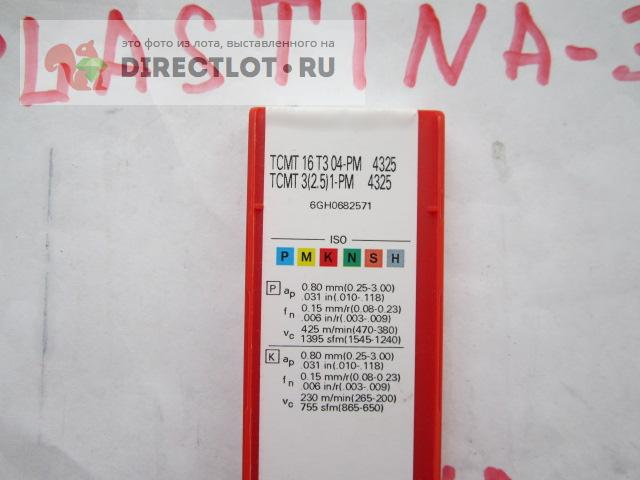 это фото из лота, выставленного на
DIRECTLOT.RU
PLASTINA-3
TCMT 16 T3 04-PM 4325
TCMT 3(2.5)1-PM 4325
6GH0682571
ISO
P M K N S H
P ap 0.80 mm(0.25-3.00)
.031 in(.010-.118)
fn 0.15 mm/r(0.08-0.23)
.006 in/r(.003-.009)
vc 425 m/min(470-380)
1395 sfm(1545-1240)
K ap 0.80 mm(0.25-3.00)
.031 in(.010-.118)
fn 0.15 mm/r(0.08-0.23)
.006 in/r(.003-.009)
vc 230 m/min(265-200)
755 sfm(865-650)